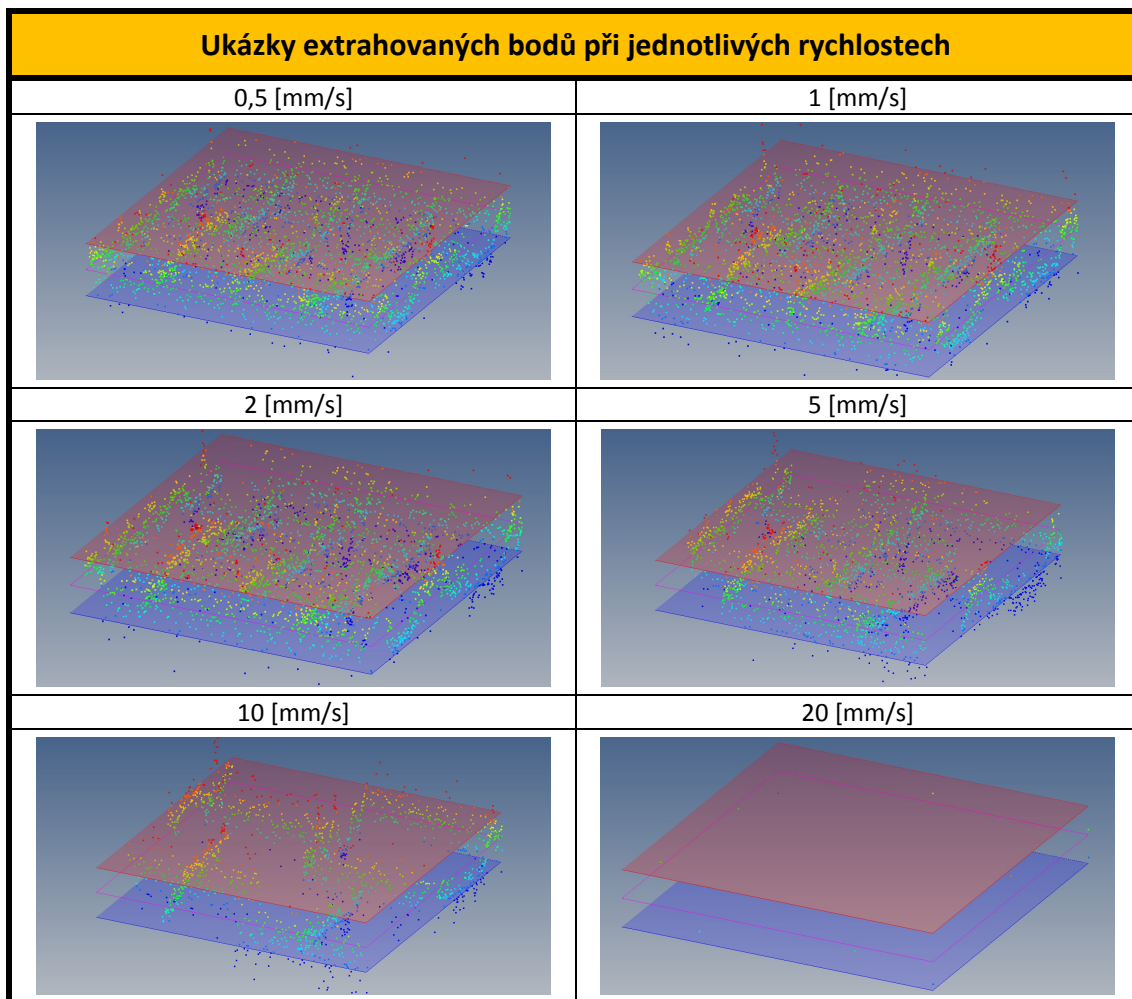 Ukázky extrahovaných bodů při jednotlivých rychlostech
0,5 [mm/s]
1 [mm/s]
2 [mm/s]
5 [mm/s]
10 [mm/s]
20 [mm/s]